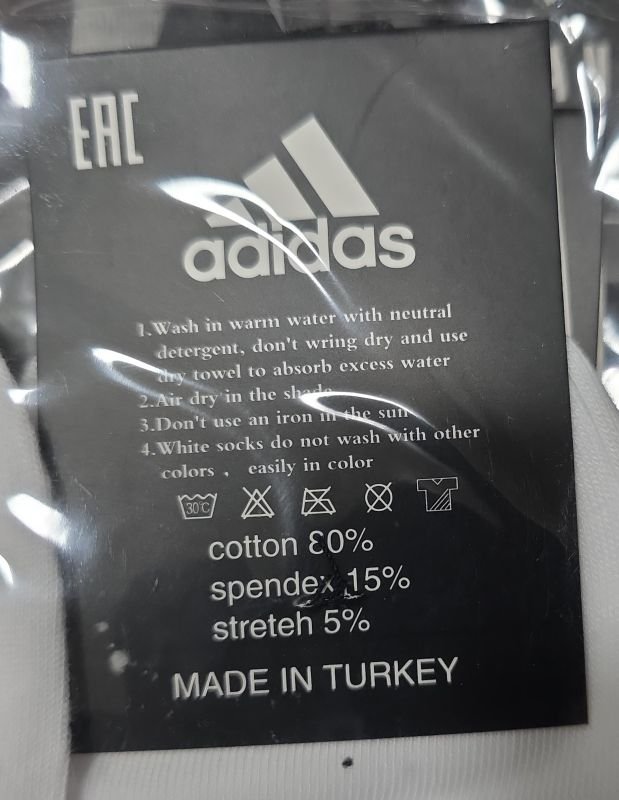 EAC
adidas
1.Wash in warm water with neutral
detergent, don't wring dry and use
dry towel to absorb excess water
2.Air dry in the shade
3.Don't use an iron in the sun
4.White socks do not wash with other
colors , easily in color
30°C
cotton 80%
spendex 15%
streteh 5%
MADE IN TURKEY